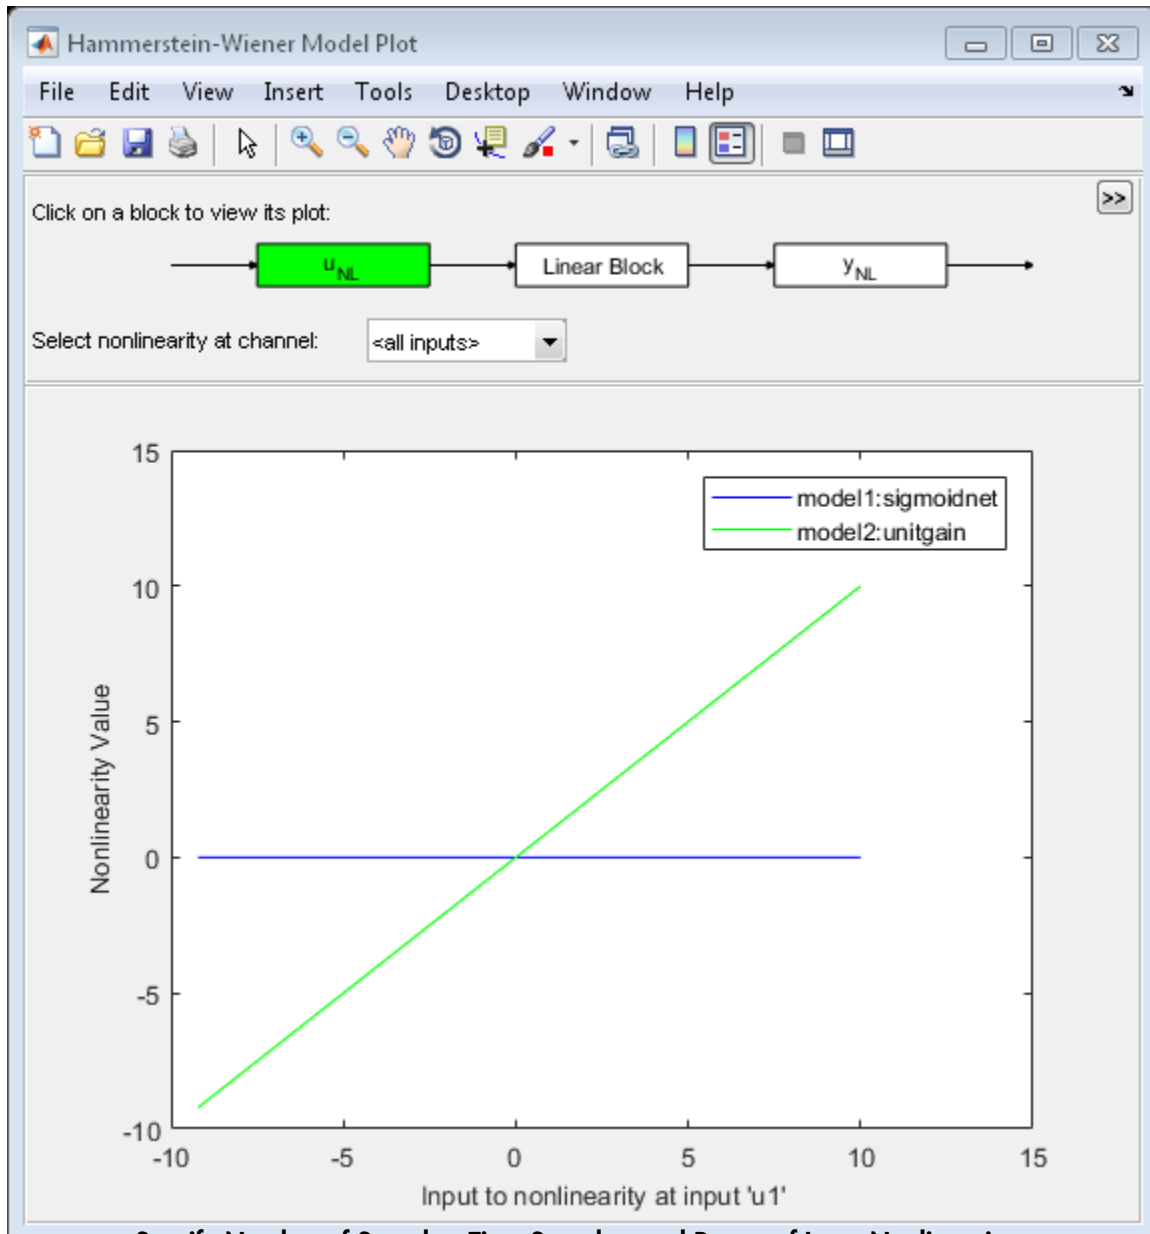 Hammerstein-Wiener Model Plot
File Edit View Insert Tools Desktop Window Help
>>
Click on a block to view its plot:
uNL Linear Block yNL
Select nonlinearity at channel: <all inputs>
15
model1:sigmoidnet
model2:unitgain
10
5
0
-5
-10
Nonlinearity Value
-10 -5 0 5 10 15
Input to nonlinearity at input 'u1'